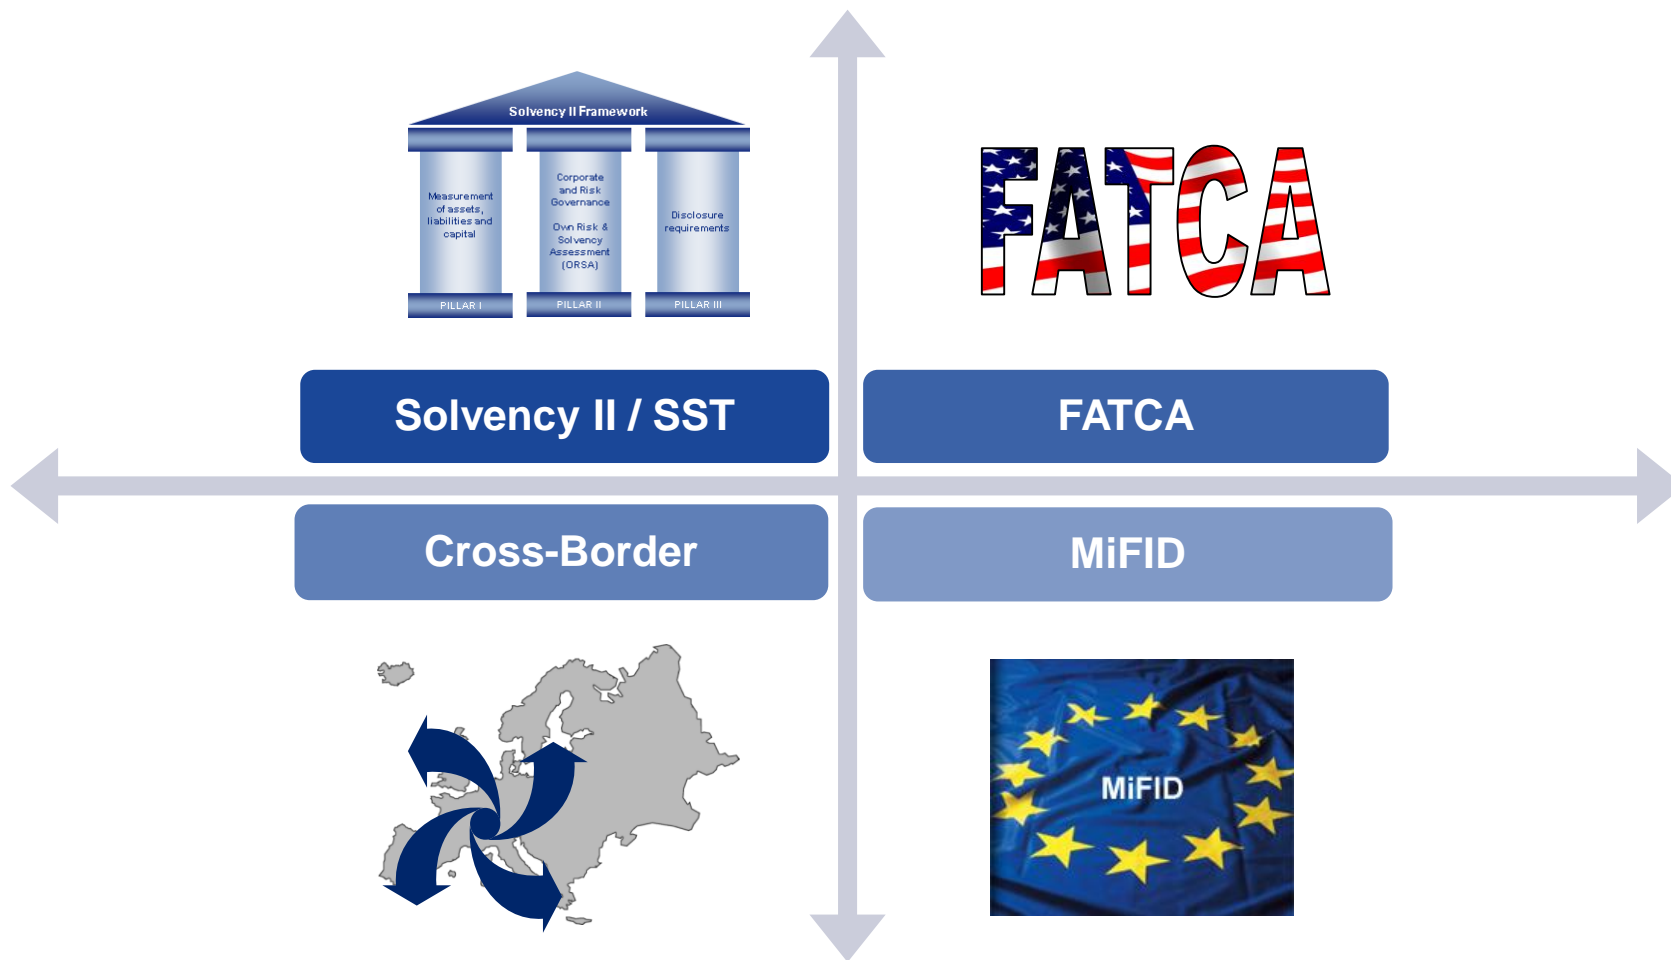 Solvency II Framework
Measurement
of assets,
liabilities and
capital
PILLAR I
Corporate
and Risk
Governance
Own Risk &
Solvency
Assessment
(ORSA)
PILLAR II
Disclosure
requirements
PILLAR III
FATCA
Solvency II / SST
FATCA
Cross-Border
MiFID
MiFID